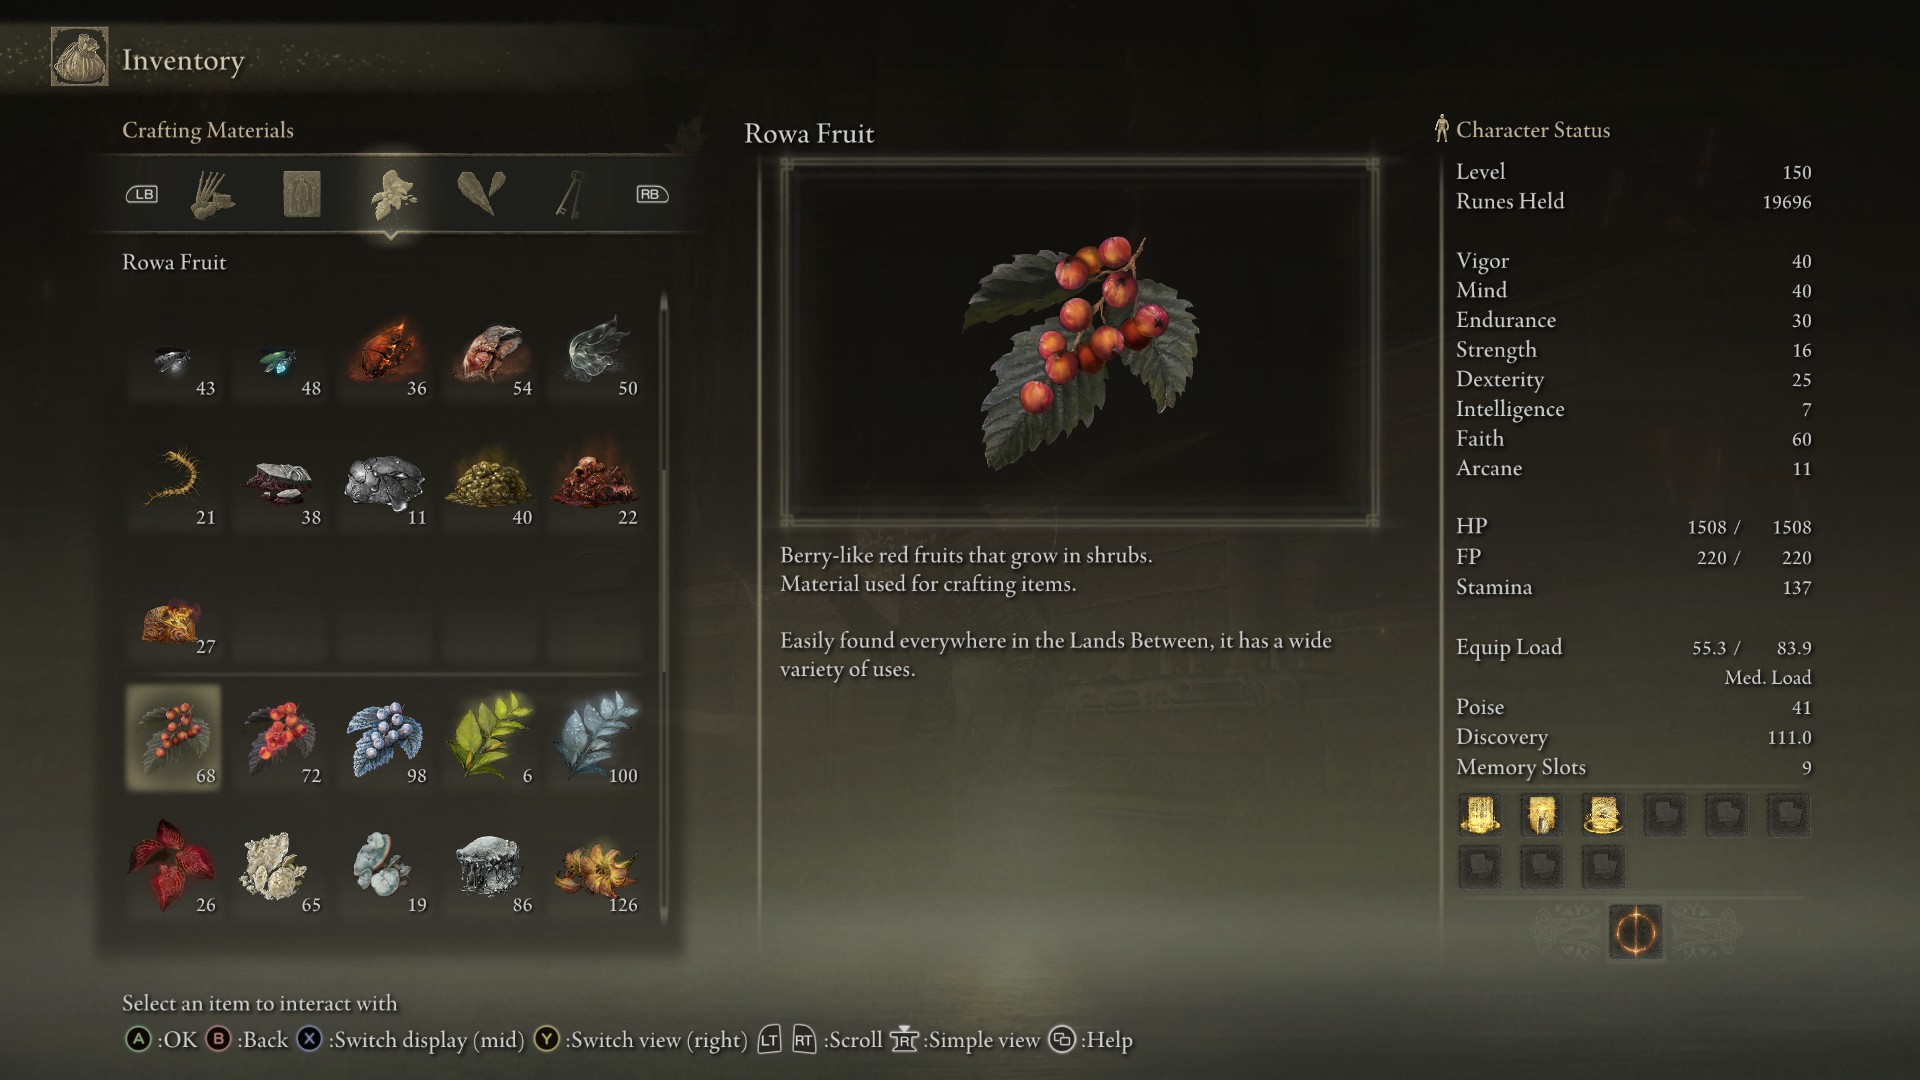 Inventory
Crafting Materials
LB
RB
Rowa Fruit
43 48 36 54 50
21 38 11 40 22
27
68 72 98 6 100
26 65 19 86 126
Rowa Fruit
Berry-like red fruits that grow in shrubs.
Material used for crafting items.
Easily found everywhere in the Lands Between, it has a wide
variety of uses.
Character Status
Level 150
Runes Held 19696
Vigor 40
Mind 40
Endurance 30
Strength 16
Dexterity 25
Intelligence 7
Faith 60
Arcane 11
HP 1508 / 1508
FP 220 / 220
Stamina 137
Equip Load 55.3 / 83.9
Med. Load
Poise 41
Discovery 111.0
Memory Slots 9
Select an item to interact with
A :OK B :Back X :Switch display (mid) Y :Switch view (right) LT RT :Scroll R :Simple view :Help